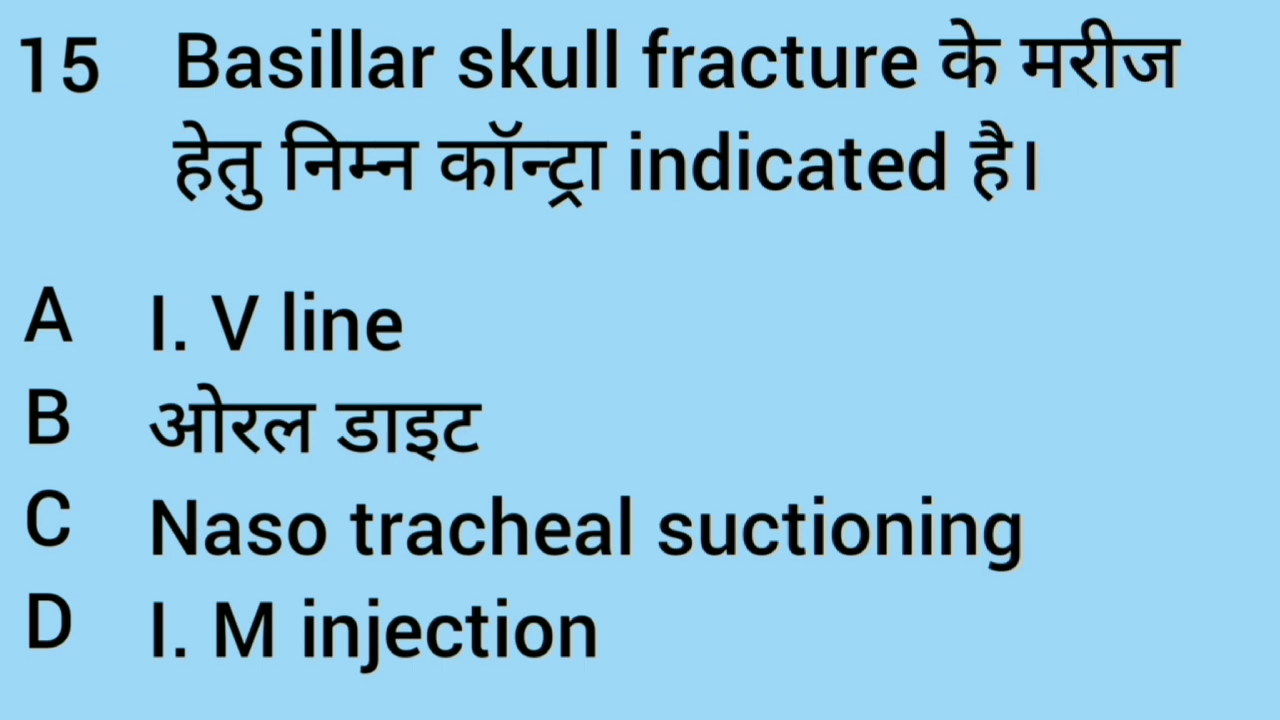 15 Basillar skull fracture के मरीज
हेतु निम्न कॉन्ट्रा indicated है।
A I. V line
B ओरल डाइट
C Naso tracheal suctioning
D I. M injection